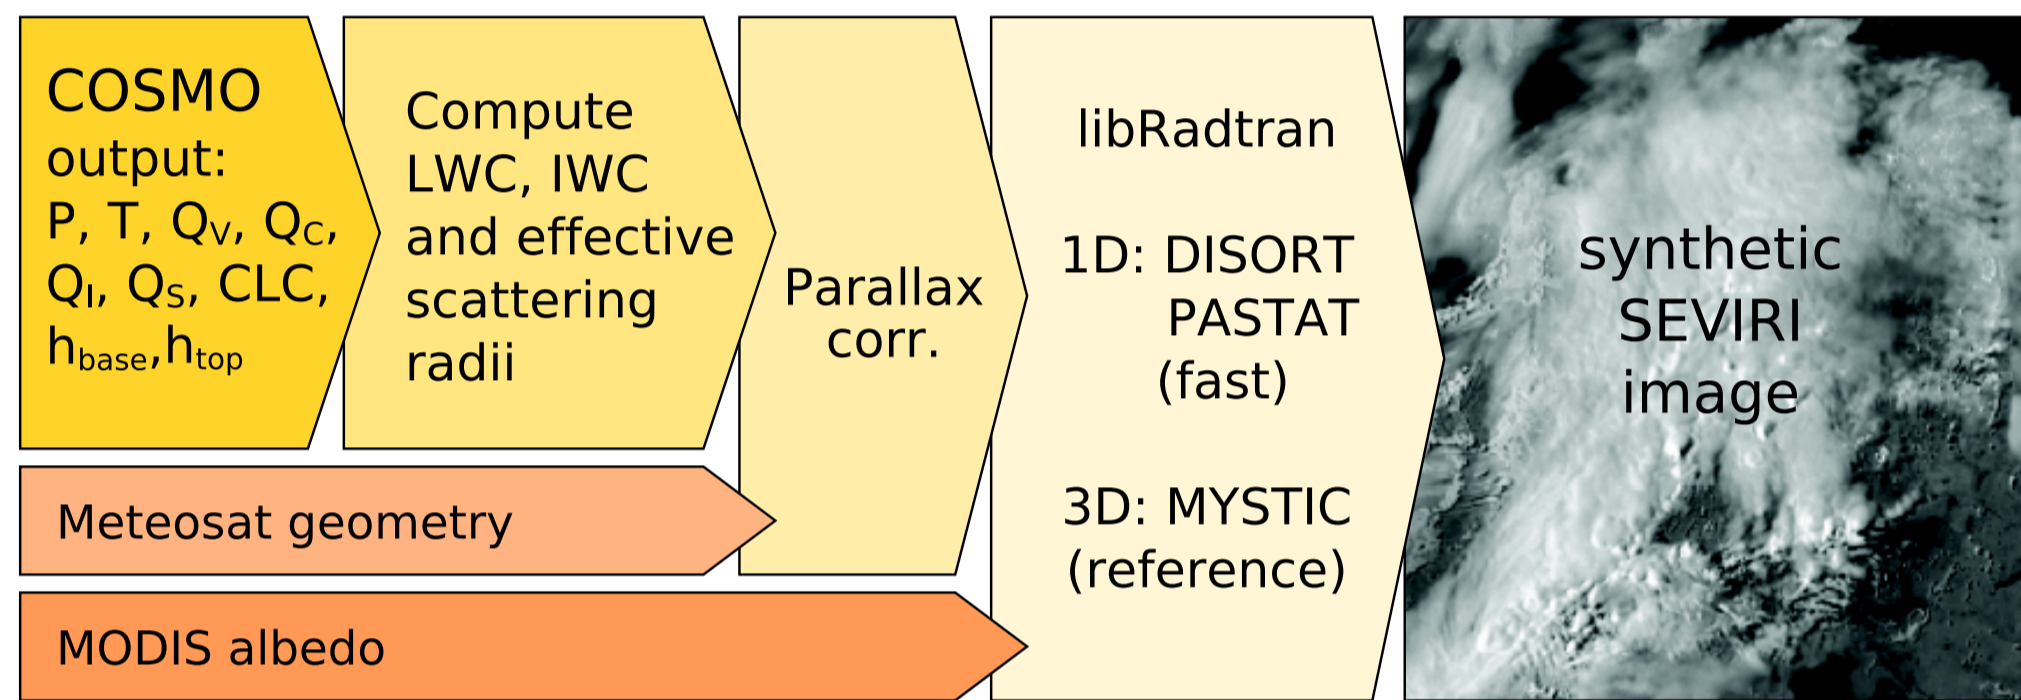 COSMO
output:
P, T, QV, QC,
QI, QS, CLC,
hbase,htop
Compute
LWC, IWC
and effective
scattering
radii
Parallax
corr.
libRadtran
1D: DISORT
PASTAT
(fast)
3D: MYSTIC
(reference)
synthetic
SEVIRI
image
Meteosat geometry
MODIS albedo